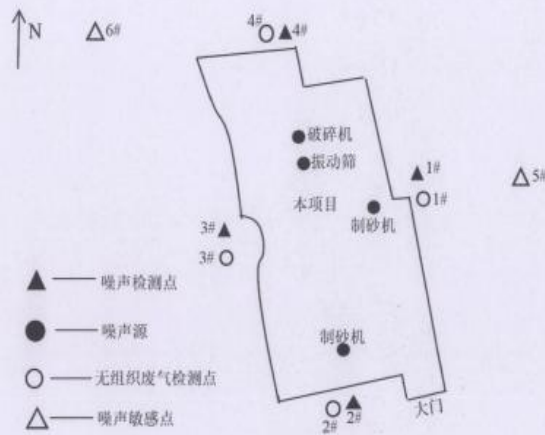 N
6#
4#
4#
破碎机
振动筛
1#
5#
本项目
1#
制砂机
3#
3#
噪声检测点
噪声源
制砂机
无组织废气检测点
大门
噪声敏感点
2#
2#